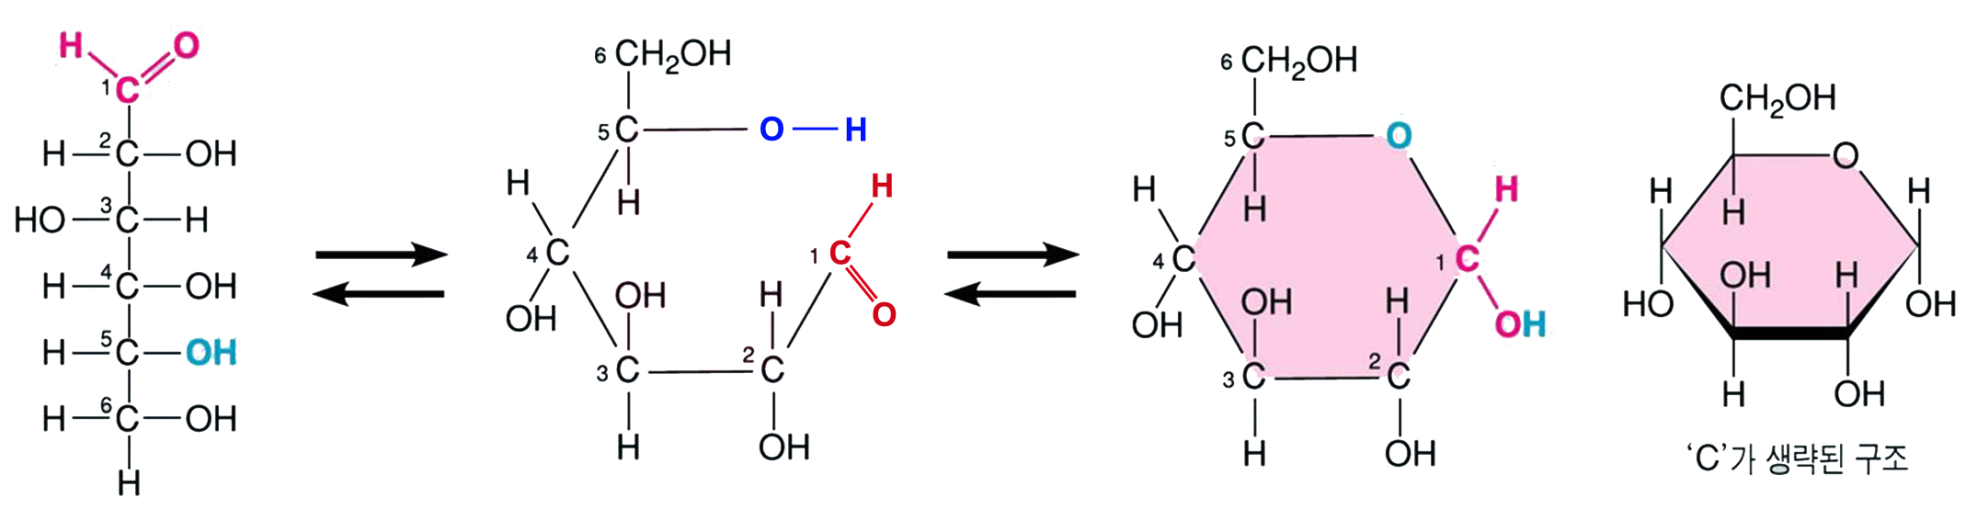 H O
1 C
H 2 C OH
HO 3 C H
H 4 C OH
H 5 C OH
H 6 C OH
H
6 CH₂OH
5 C O H
H H H
4 C 1 C
OH OH H O
3 C 2 C
H OH
6 CH₂OH
5 C O
H H H
4 C 1 C
OH OH H OH
3 C 2 C
H OH
CH₂OH
O
H H H
OH H
HO OH
H OH
‘C’가 생략된 구조